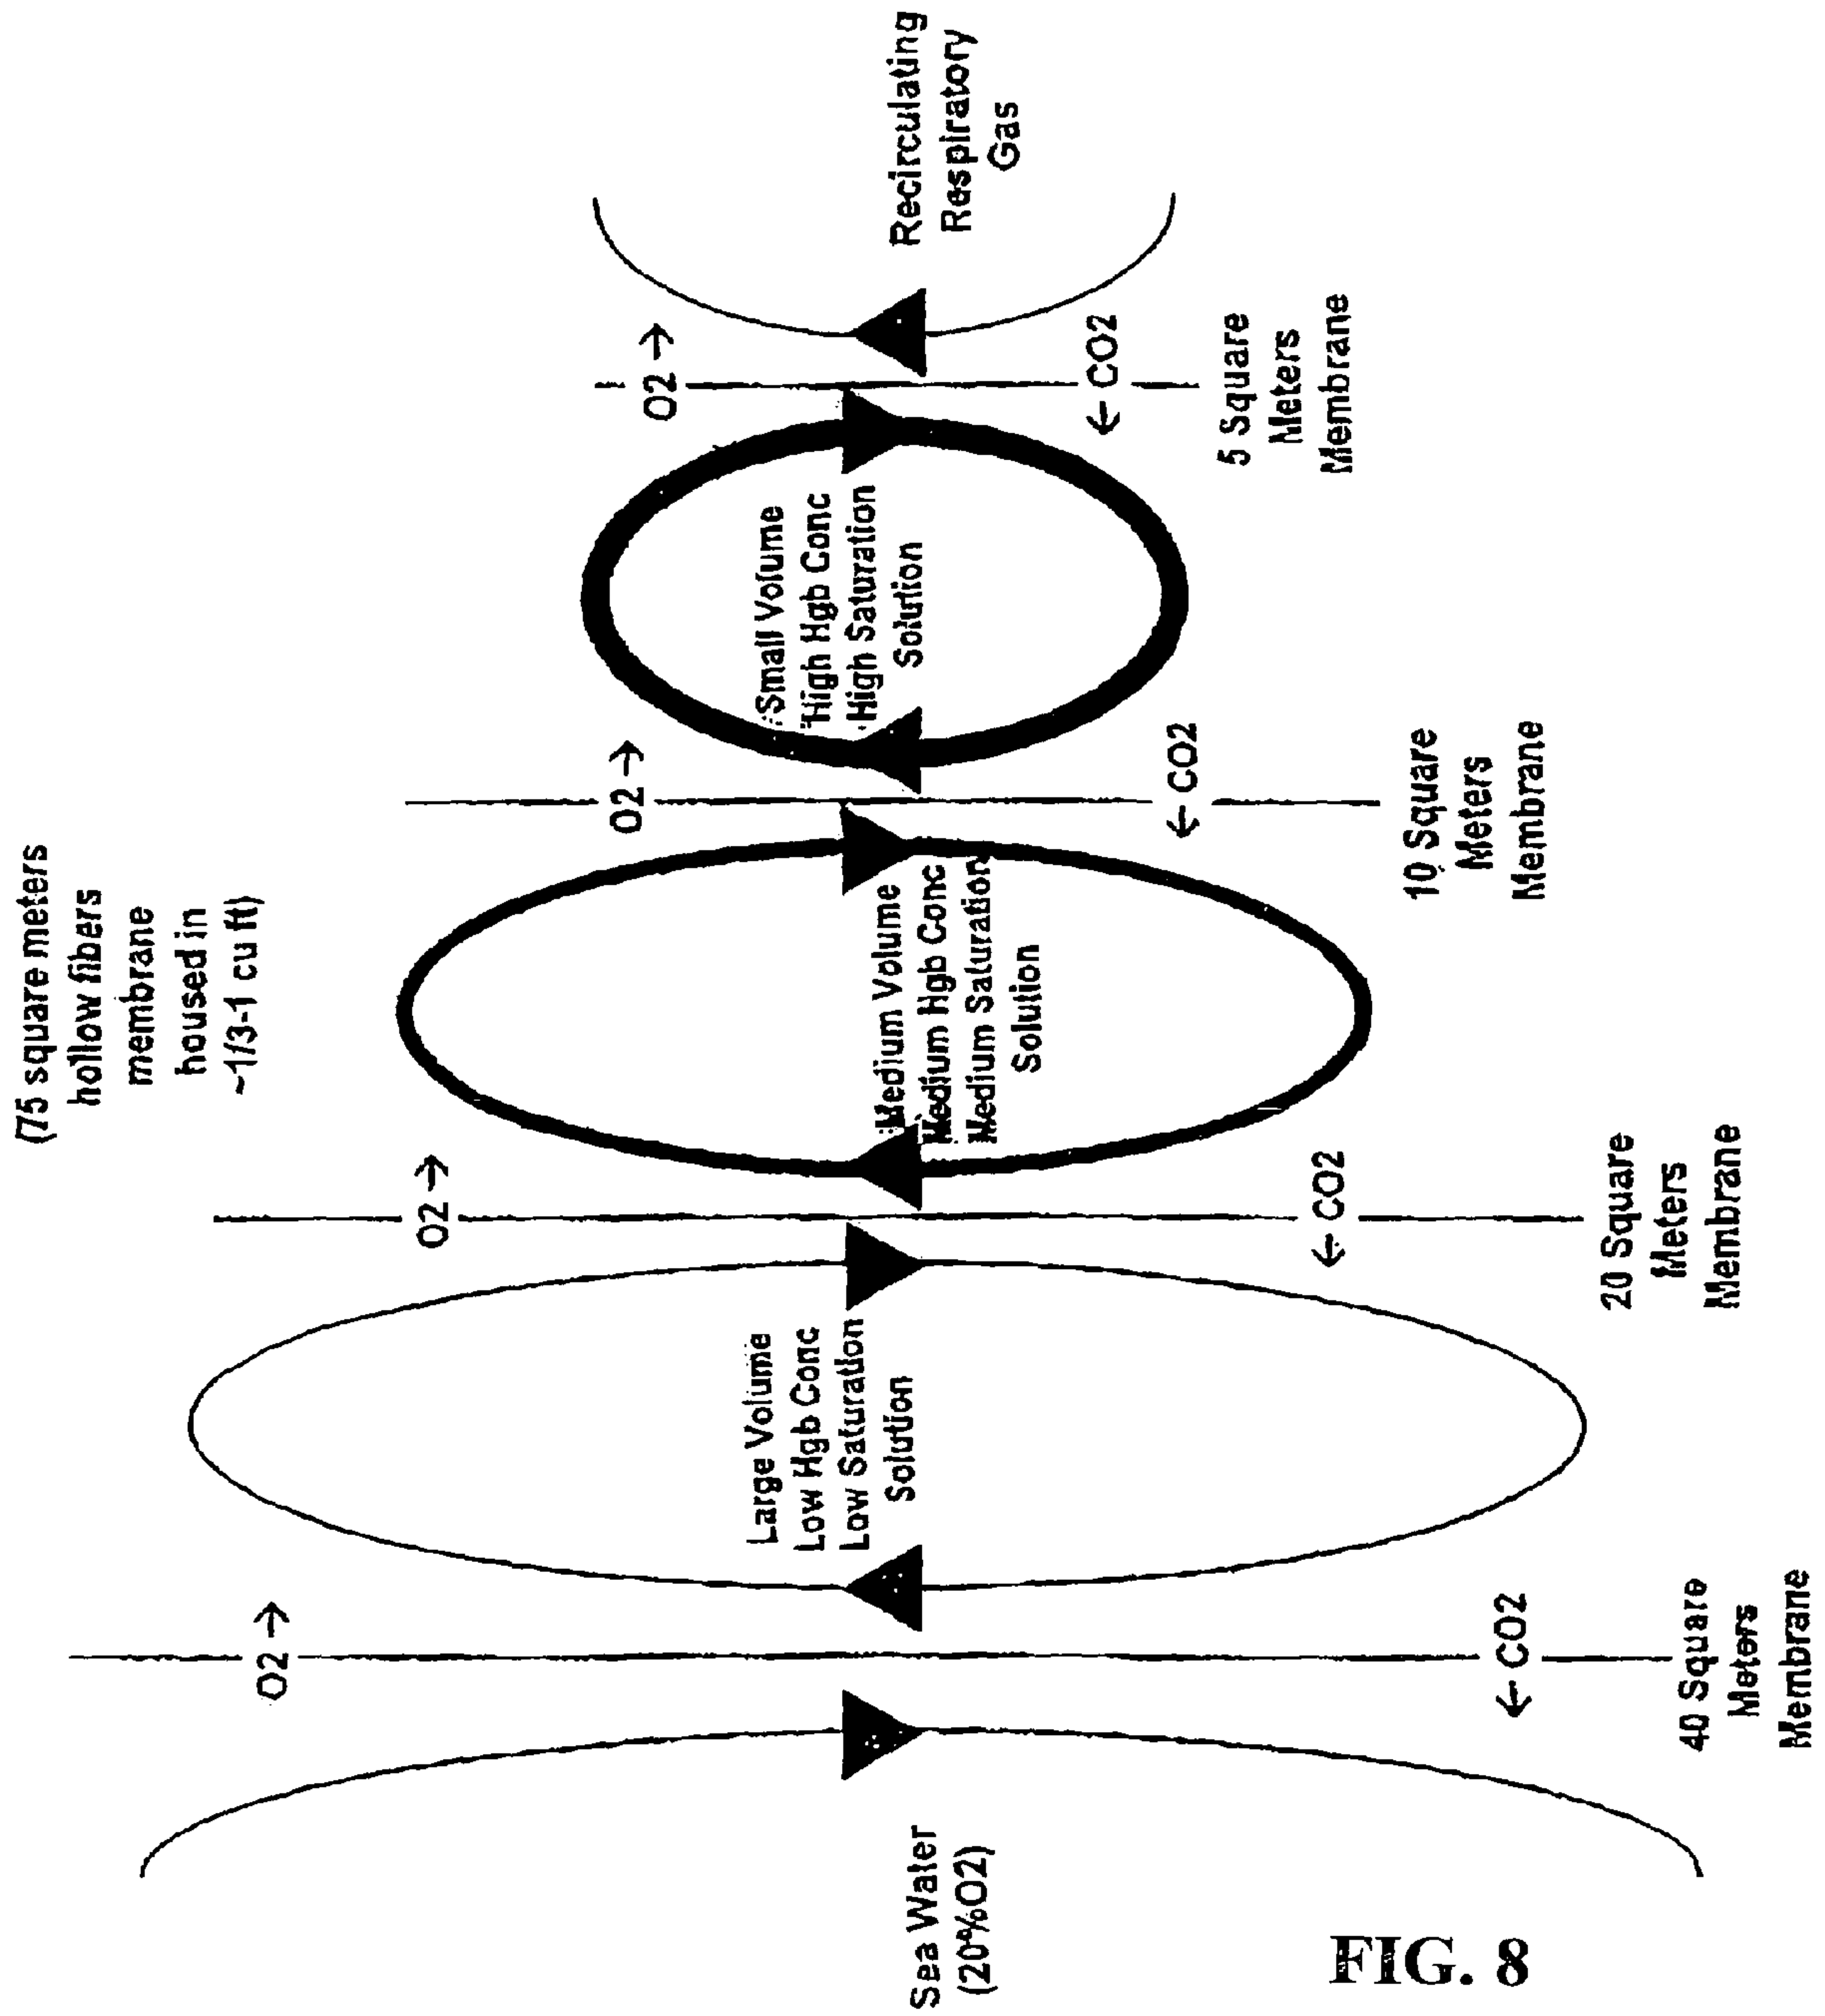 (75 square meters
hollow fibers
membrane
housed in
~1/3-1 cu ft)
Sea Water
(20%O2)
O2 →
← CO2
40 Square
Meters
Membrane
Large Volume
Low Hgb Conc
Low Saturation
Solution
O2 →
← CO2
20 Square
Meters
Membrane
Medium Volume
Medium Hgb Conc
Medium Saturation
Solution
O2 →
← CO2
10 Square
Meters
Membrane
Small Volume
High Hgb Conc
High Saturation
Solution
O2 →
← CO2
5 Square
Meters
Membrane
Recirculating
Respiratory
Gas
FIG. 8